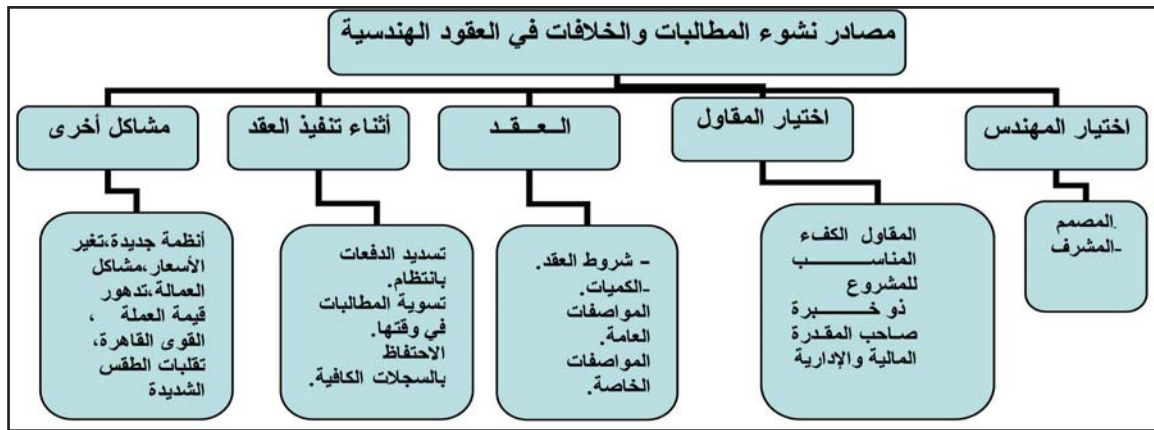 مصادر نشوء المطالبات والخلافات في العقود الهندسية
اختيار المهندس
اختيار المقاول
الـعـــقـــد
أثناء تنفيذ العقد
مشاكل أخرى
المصمم.
-المشرف
المقاول الكفء
المناســـــب
للمشروع
ذو خـــــبرة
صاحب المقدرة
المالية والإدارية
- شروط العقد.
-الكميات.
المواصفات
العامة.
المواصفات
الخاصة.
تسديد الدفعات
بانتظام.
تسوية المطالبات
في وقتها.
الاحتفاظ
بالسجلات الكافية.
أنظمة جديدة،تغير
الأسعار،مشاكل
العمالة،تدهور
قيمة العملة ،
القوى القاهرة،
تقلبات الطقس
الشديدة